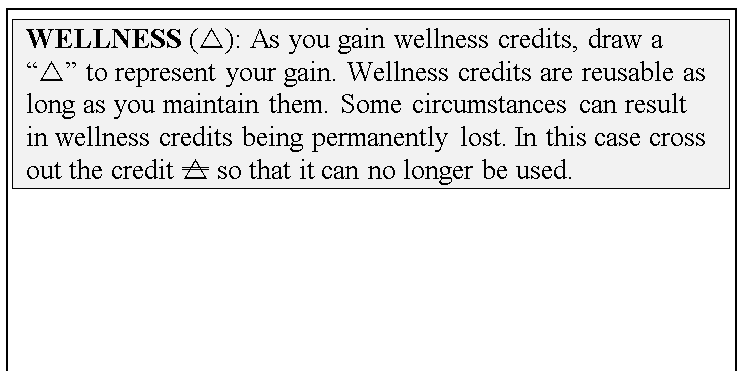 WELLNESS (△): As you gain wellness credits, draw a
“△” to represent your gain. Wellness credits are reusable as
long as you maintain them. Some circumstances can result
in wellness credits being permanently lost. In this case cross
out the credit △ so that it can no longer be used.